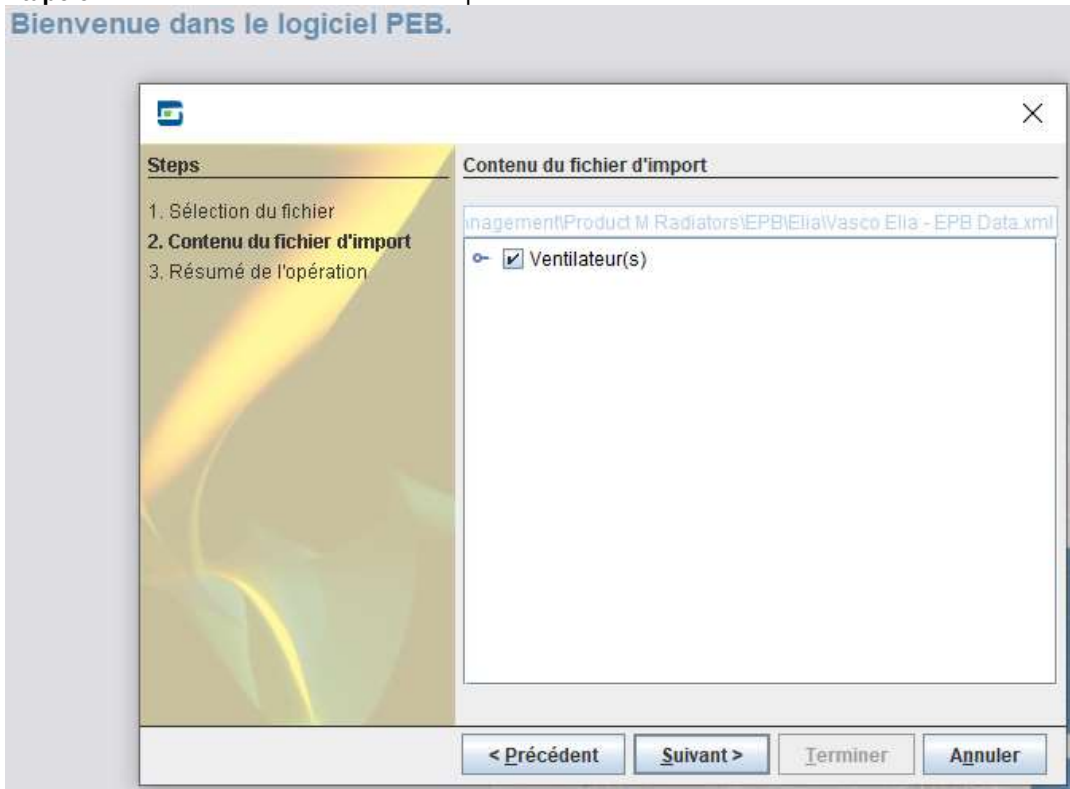 Bienvenue dans le logiciel PEB.
Steps
Contenu du fichier d'import
1. Sélection du fichier
2. Contenu du fichier d'import
3. Résumé de l'opération
Product M Radiators\EPB\Elia\Vasco Elia - EPB Data.xml
Ventilateur(s)
< Précédent
Suivant >
Terminer
Annuler